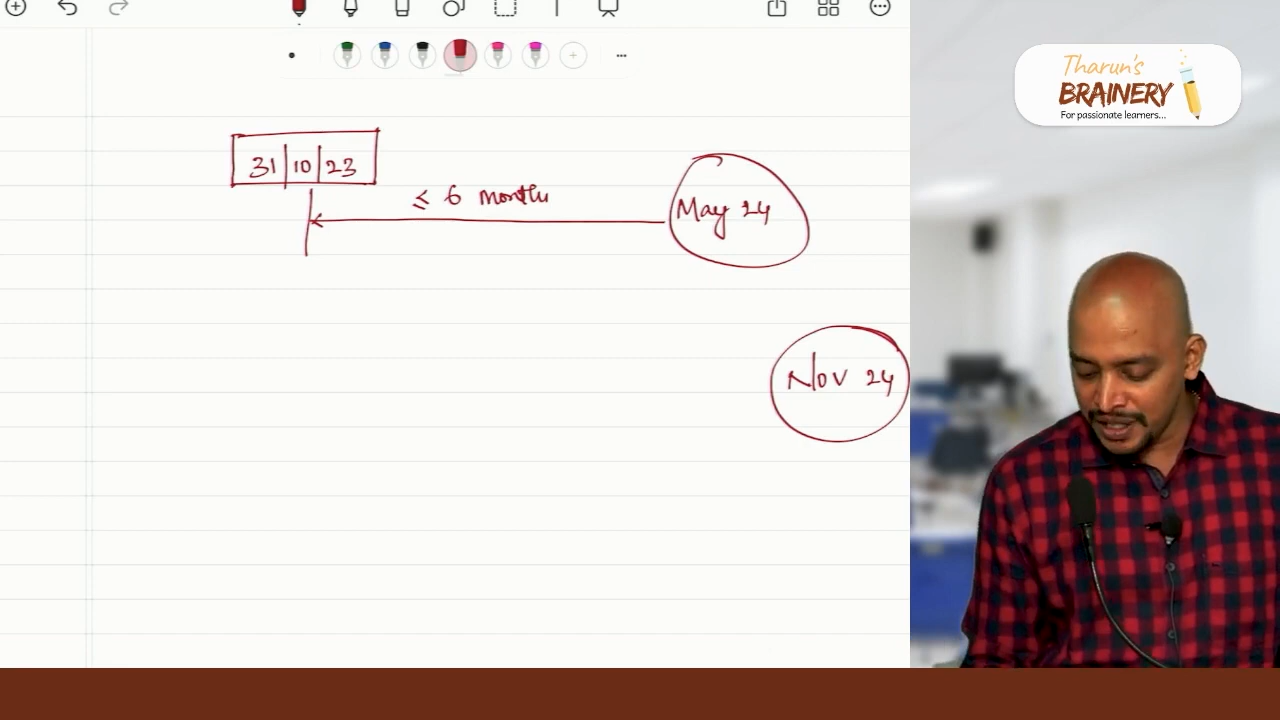 Tharun's
BRAINERY
For passionate learners...
31|10|23
≤ 6 months
May 24
Nov 24